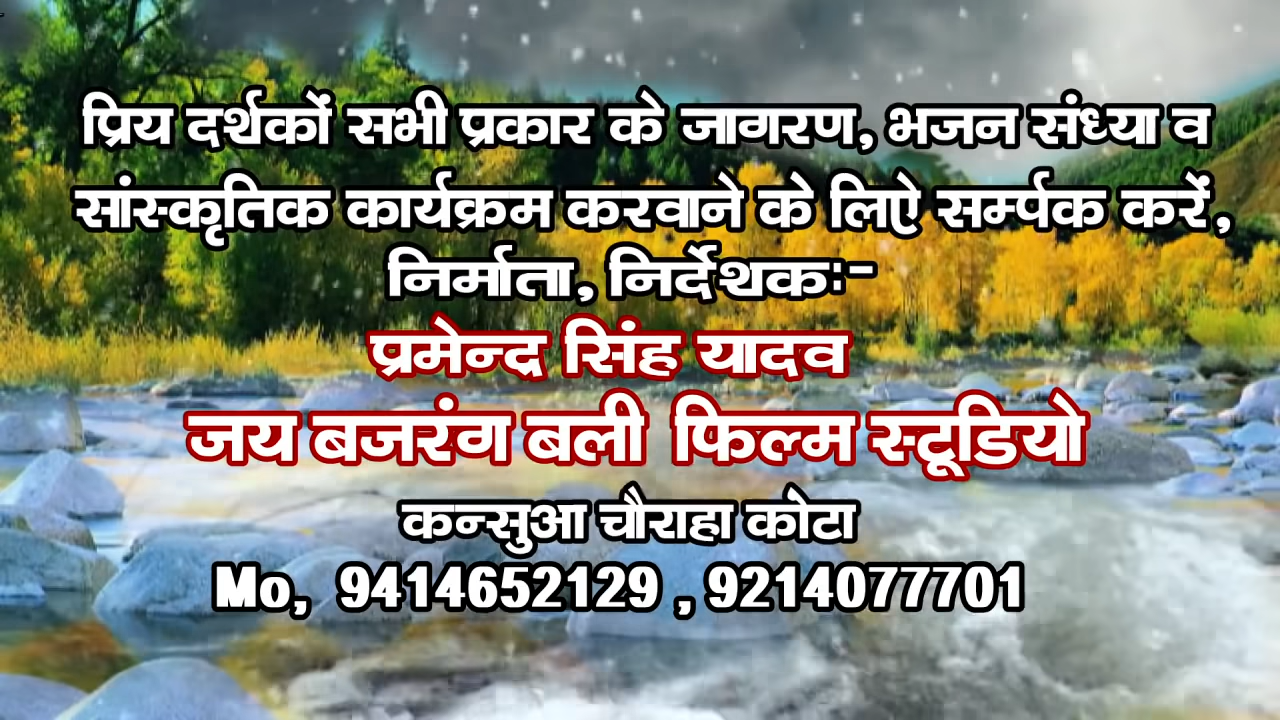 प्रिय दर्थकों सभी प्रकार के जागरण, भजन संध्या व
सांस्कृतिक कार्यक्रम करवाने के लिऐ सर्म्पक करें,
निर्माता, निर्देशकः-
प्रमेन्द्र सिंह यादव
जय बजरंग बली फिल्म स्टूडियो
कन्सुआ चौराहा कोटा
Mo, 9414652129 , 9214077701